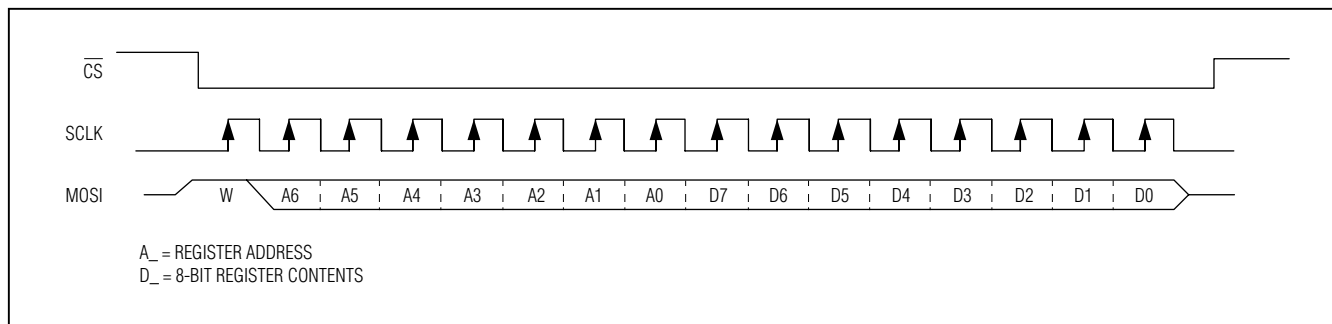 C̅S̅
SCLK
MOSI W A6 A5 A4 A3 A2 A1 A0 D7 D6 D5 D4 D3 D2 D1 D0
A_ = REGISTER ADDRESS
D_ = 8-BIT REGISTER CONTENTS